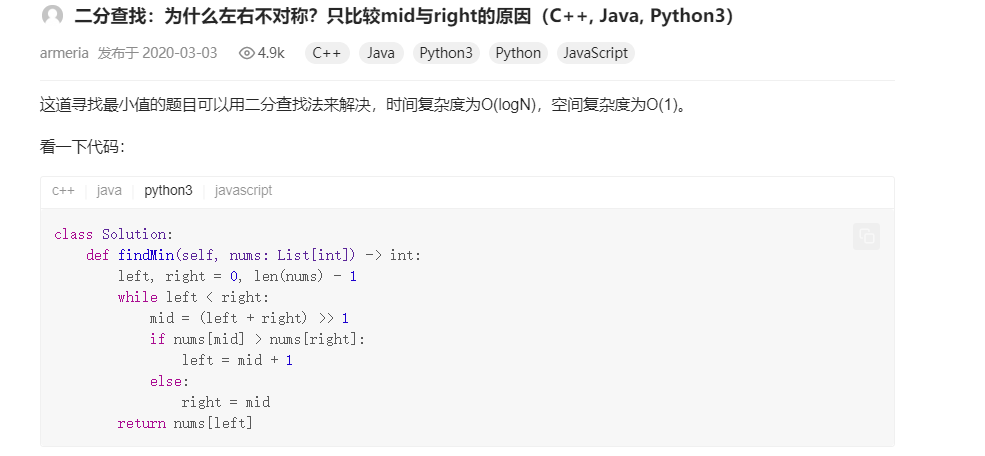 二分查找：为什么左右不对称？只比较mid与right的原因（C++, Java, Python3）
armeria 发布于 2020-03-03 4.9k C++ Java Python3 Python JavaScript
这道寻找最小值的题目可以用二分查找法来解决，时间复杂度为O(logN)，空间复杂度为O(1)。
看一下代码：
c++ java python3 javascript
class Solution:
    def findMin(self, nums: List[int]) -> int:
        left, right = 0, len(nums) - 1
        while left < right:
            mid = (left + right) >> 1
            if nums[mid] > nums[right]:
                left = mid + 1
            else:
                right = mid
        return nums[left]